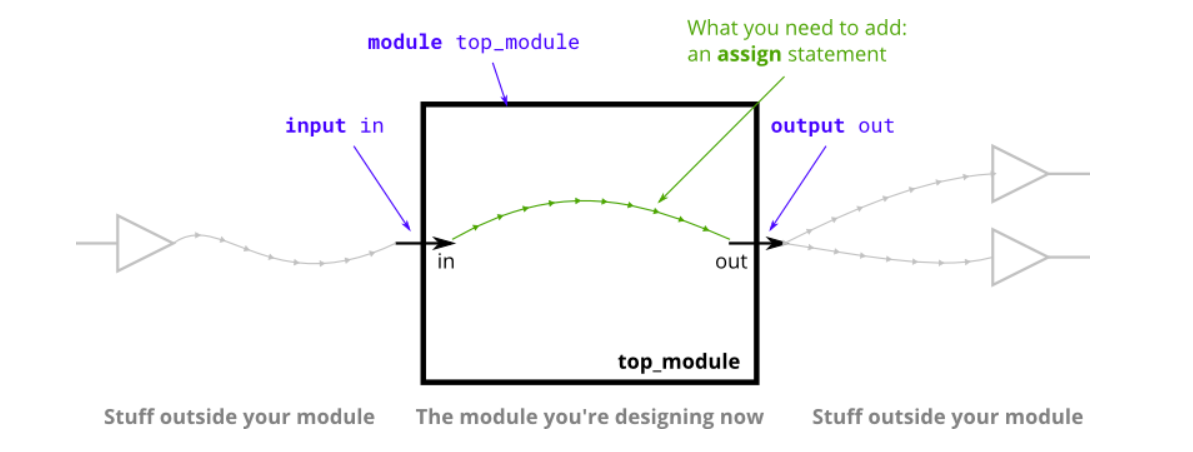 What you need to add:
an assign statement
module top_module
input in
output out
in
out
top_module
Stuff outside your module
The module you're designing now
Stuff outside your module